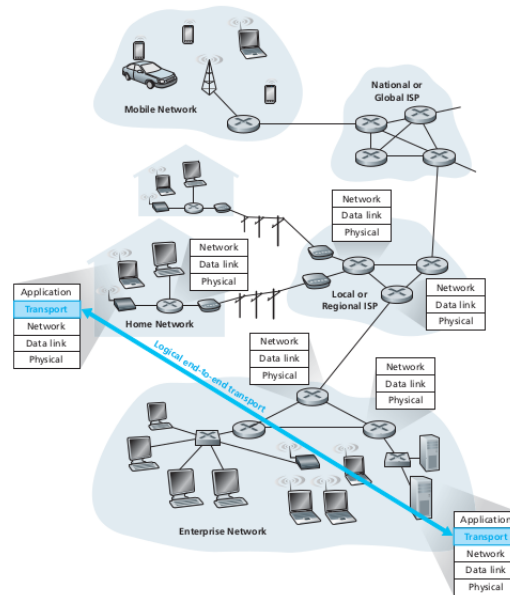 National or
Global ISP
Mobile Network
Network
Data link
Physical
Network
Data link
Physical
Application
Transport
Network
Data link
Physical
Home Network
Local or
Regional ISP
Network
Data link
Physical
Logical end-to-end transport
Network
Data link
Physical
Network
Data link
Physical
Enterprise Network
Application
Transport
Network
Data link
Physical